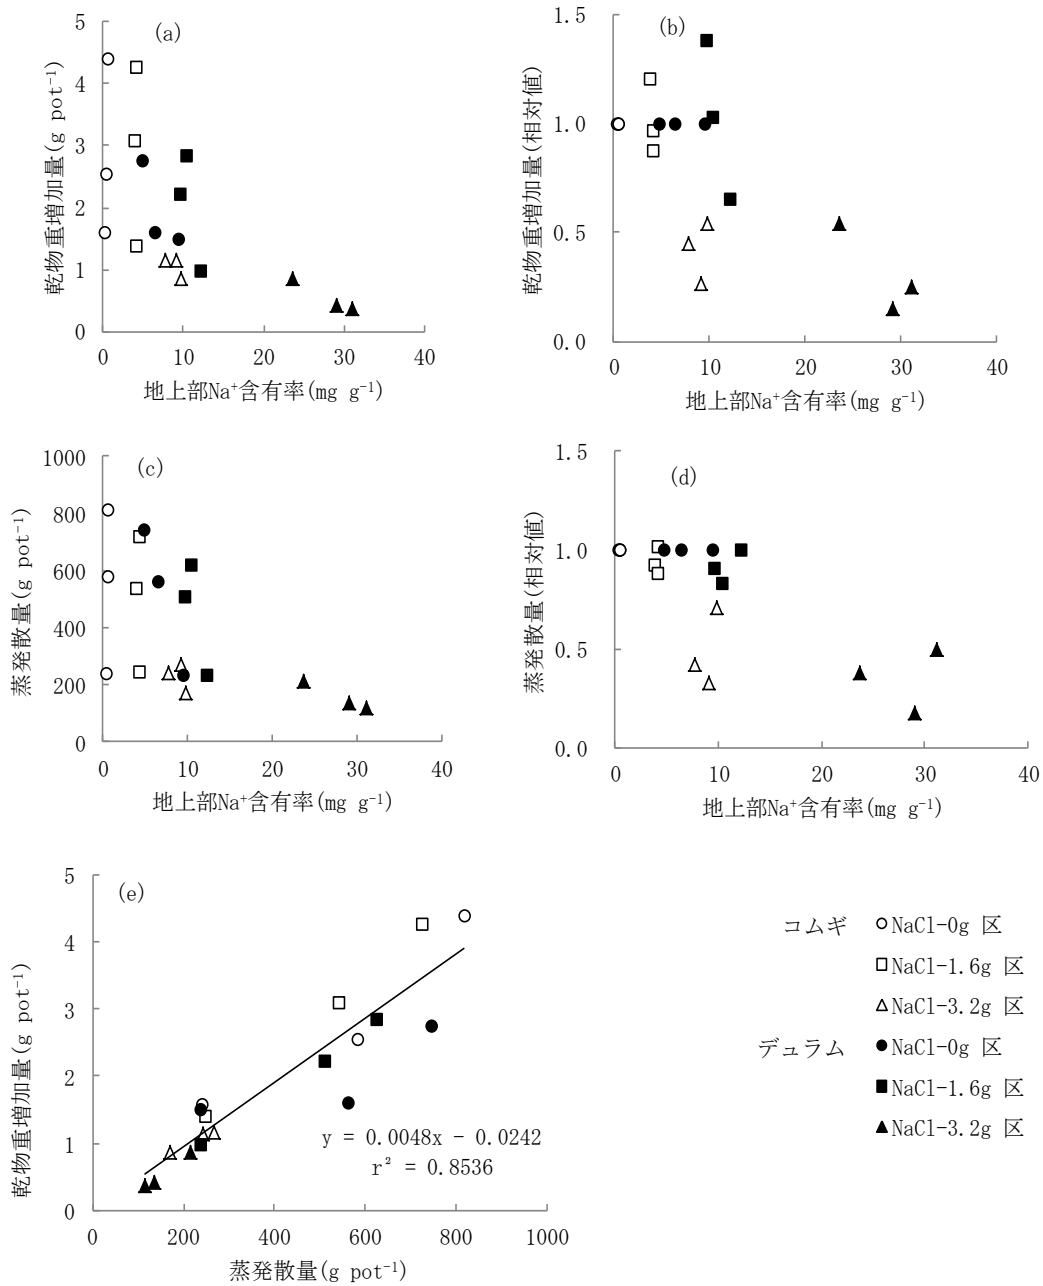 (a)
乾物重増加量(g pot⁻¹)
5
4
3
2
1
0
0 10 20 30 40
地上部Na⁺含有率(mg g⁻¹)
(b)
乾物重増加量(相対値)
1.5
1.0
0.5
0.0
0 10 20 30 40
地上部Na⁺含有率(mg g⁻¹)
(c)
蒸発散量(g pot⁻¹)
1000
800
600
400
200
0
0 10 20 30 40
地上部Na⁺含有率(mg g⁻¹)
(d)
蒸発散量(相対値)
1.5
1.0
0.5
0.0
0 10 20 30 40
地上部Na⁺含有率(mg g⁻¹)
(e)
乾物重増加量(g pot⁻¹)
5
4
3
2
1
0
y = 0.0048x - 0.0242
r² = 0.8536
0 200 400 600 800 1000
蒸発散量(g pot⁻¹)
コムギ ○NaCl-0g 区
□NaCl-1.6g 区
△NaCl-3.2g 区
デュラム ●NaCl-0g 区
■NaCl-1.6g 区
▲NaCl-3.2g 区